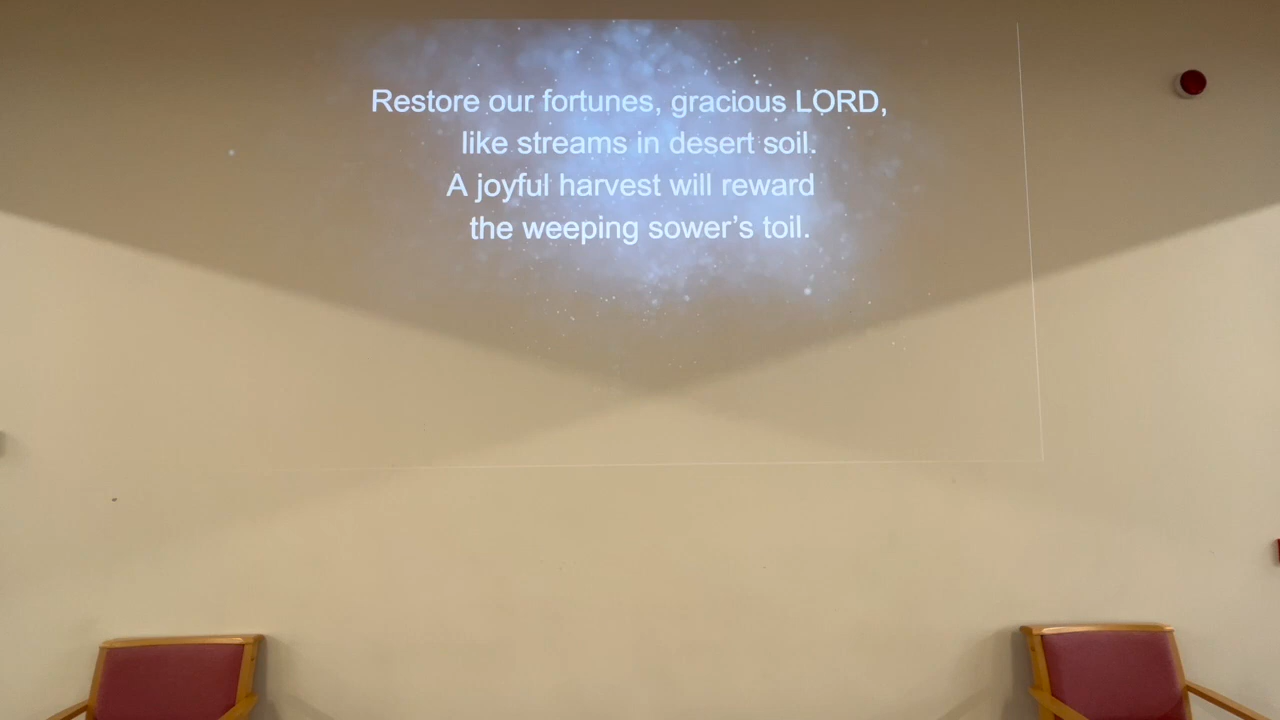 Restore our fortunes, gracious LORD,
like streams in desert soil.
A joyful harvest will reward
the weeping sower’s toil.